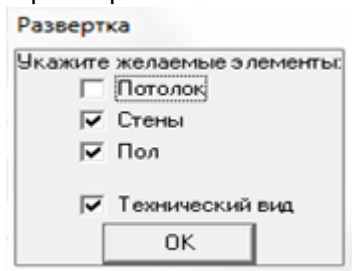 Развертка
Укажите желаемые элементы:
Потолок
Стены
Пол
Технический вид
OK